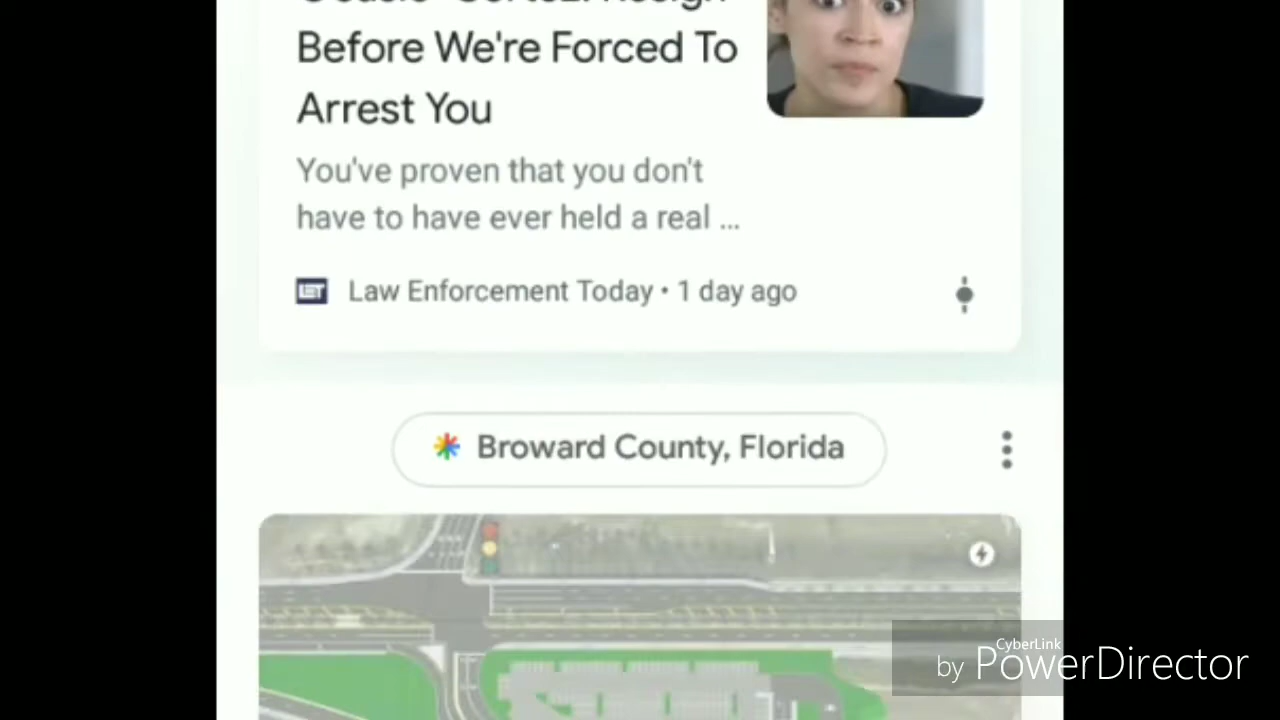 Before We're Forced To
Arrest You
You've proven that you don't
have to have ever held a real ...
LET
Law Enforcement Today • 1 day ago
Broward County, Florida
CyberLink
by PowerDirector